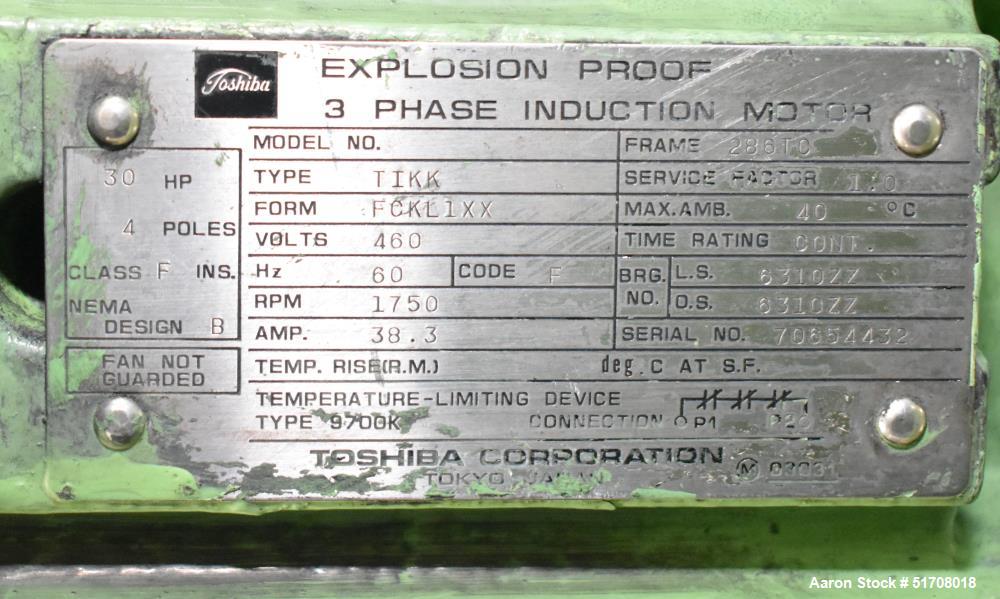 Toshiba
EXPLOSION PROOF
3 PHASE INDUCTION MOTOR
30 HP
4 POLES
CLASS F INS.
NEMA
DESIGN B
FAN NOT
GUARDED
MODEL NO.
FRAME 286TC
TYPE TIKK
SERVICE FACTOR 1.0
FORM FCKL1XX
MAX. AMB. 40 °C
VOLTS 460
TIME RATING CONT.
Hz 60 CODE F
BRG. NO. L.S. 6310ZZ
RPM 1750
O.S. 6310ZZ
AMP. 38.3
SERIAL NO. 70654432
TEMP. RISE(R.M.) deg.C AT S.F.
TEMPERATURE-LIMITING DEVICE
TYPE 9700K CONNECTION P1 P2
TOSHIBA CORPORATION
TOKYO, JAPAN
M
Aaron Stock # 51708018